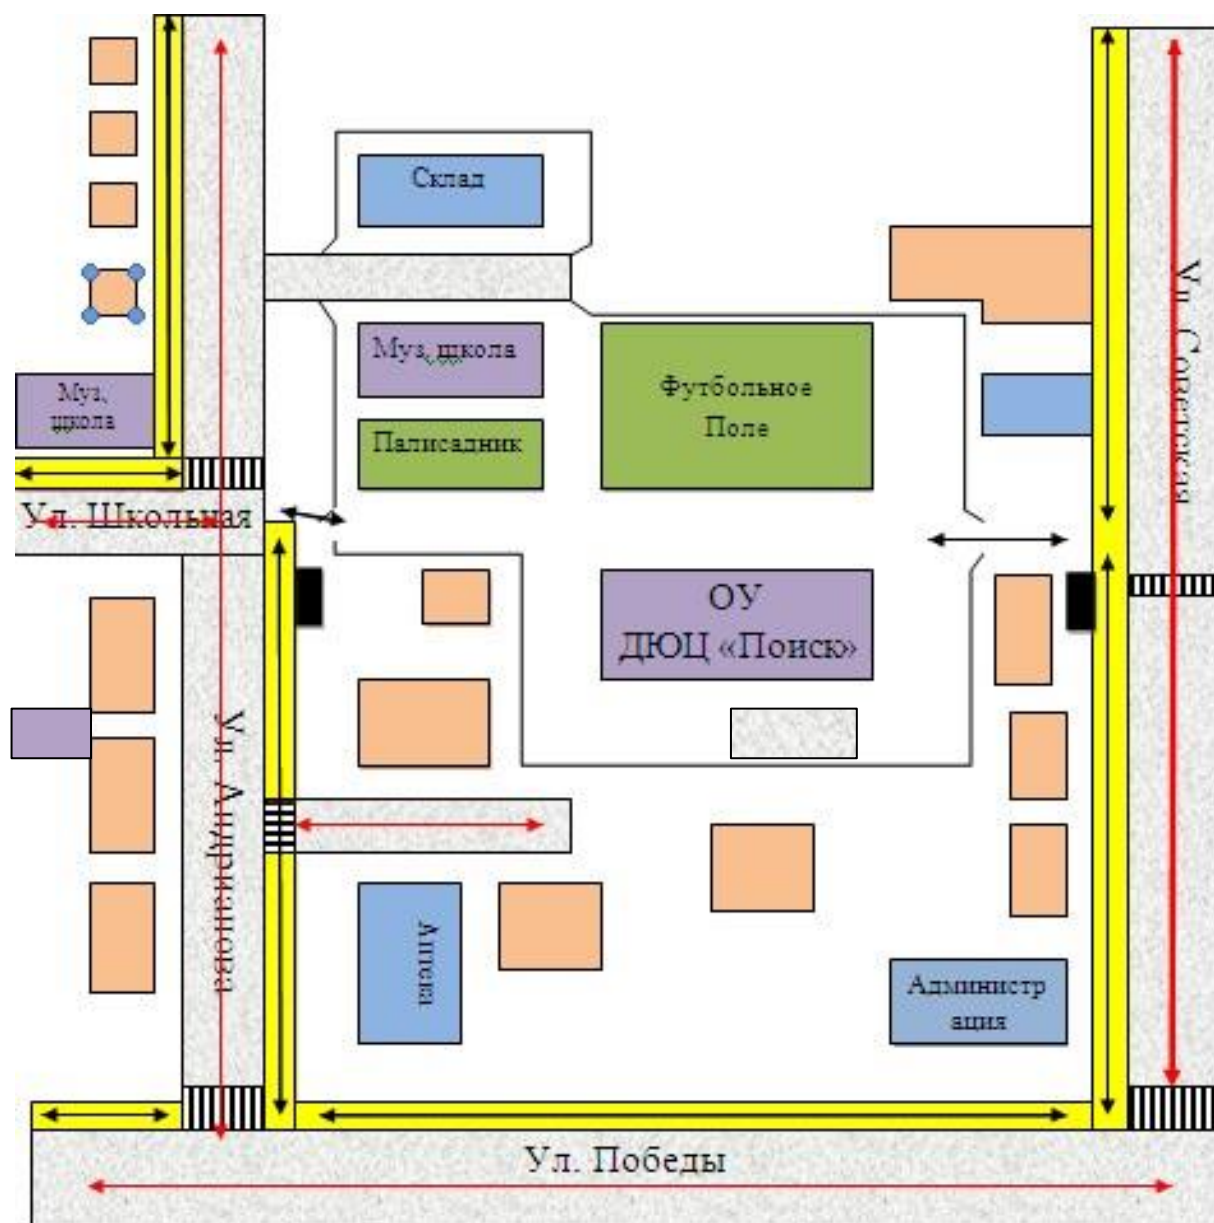 Склад
Муз, школа
Муз,
школа
Футбольное
Поле
Палисадник
Ул. Советская
Ул. Школьная
ОУ
ДЮЦ «Поиск»
Ул. Андрианова
Аптека
Администр
ация
Ул. Победы